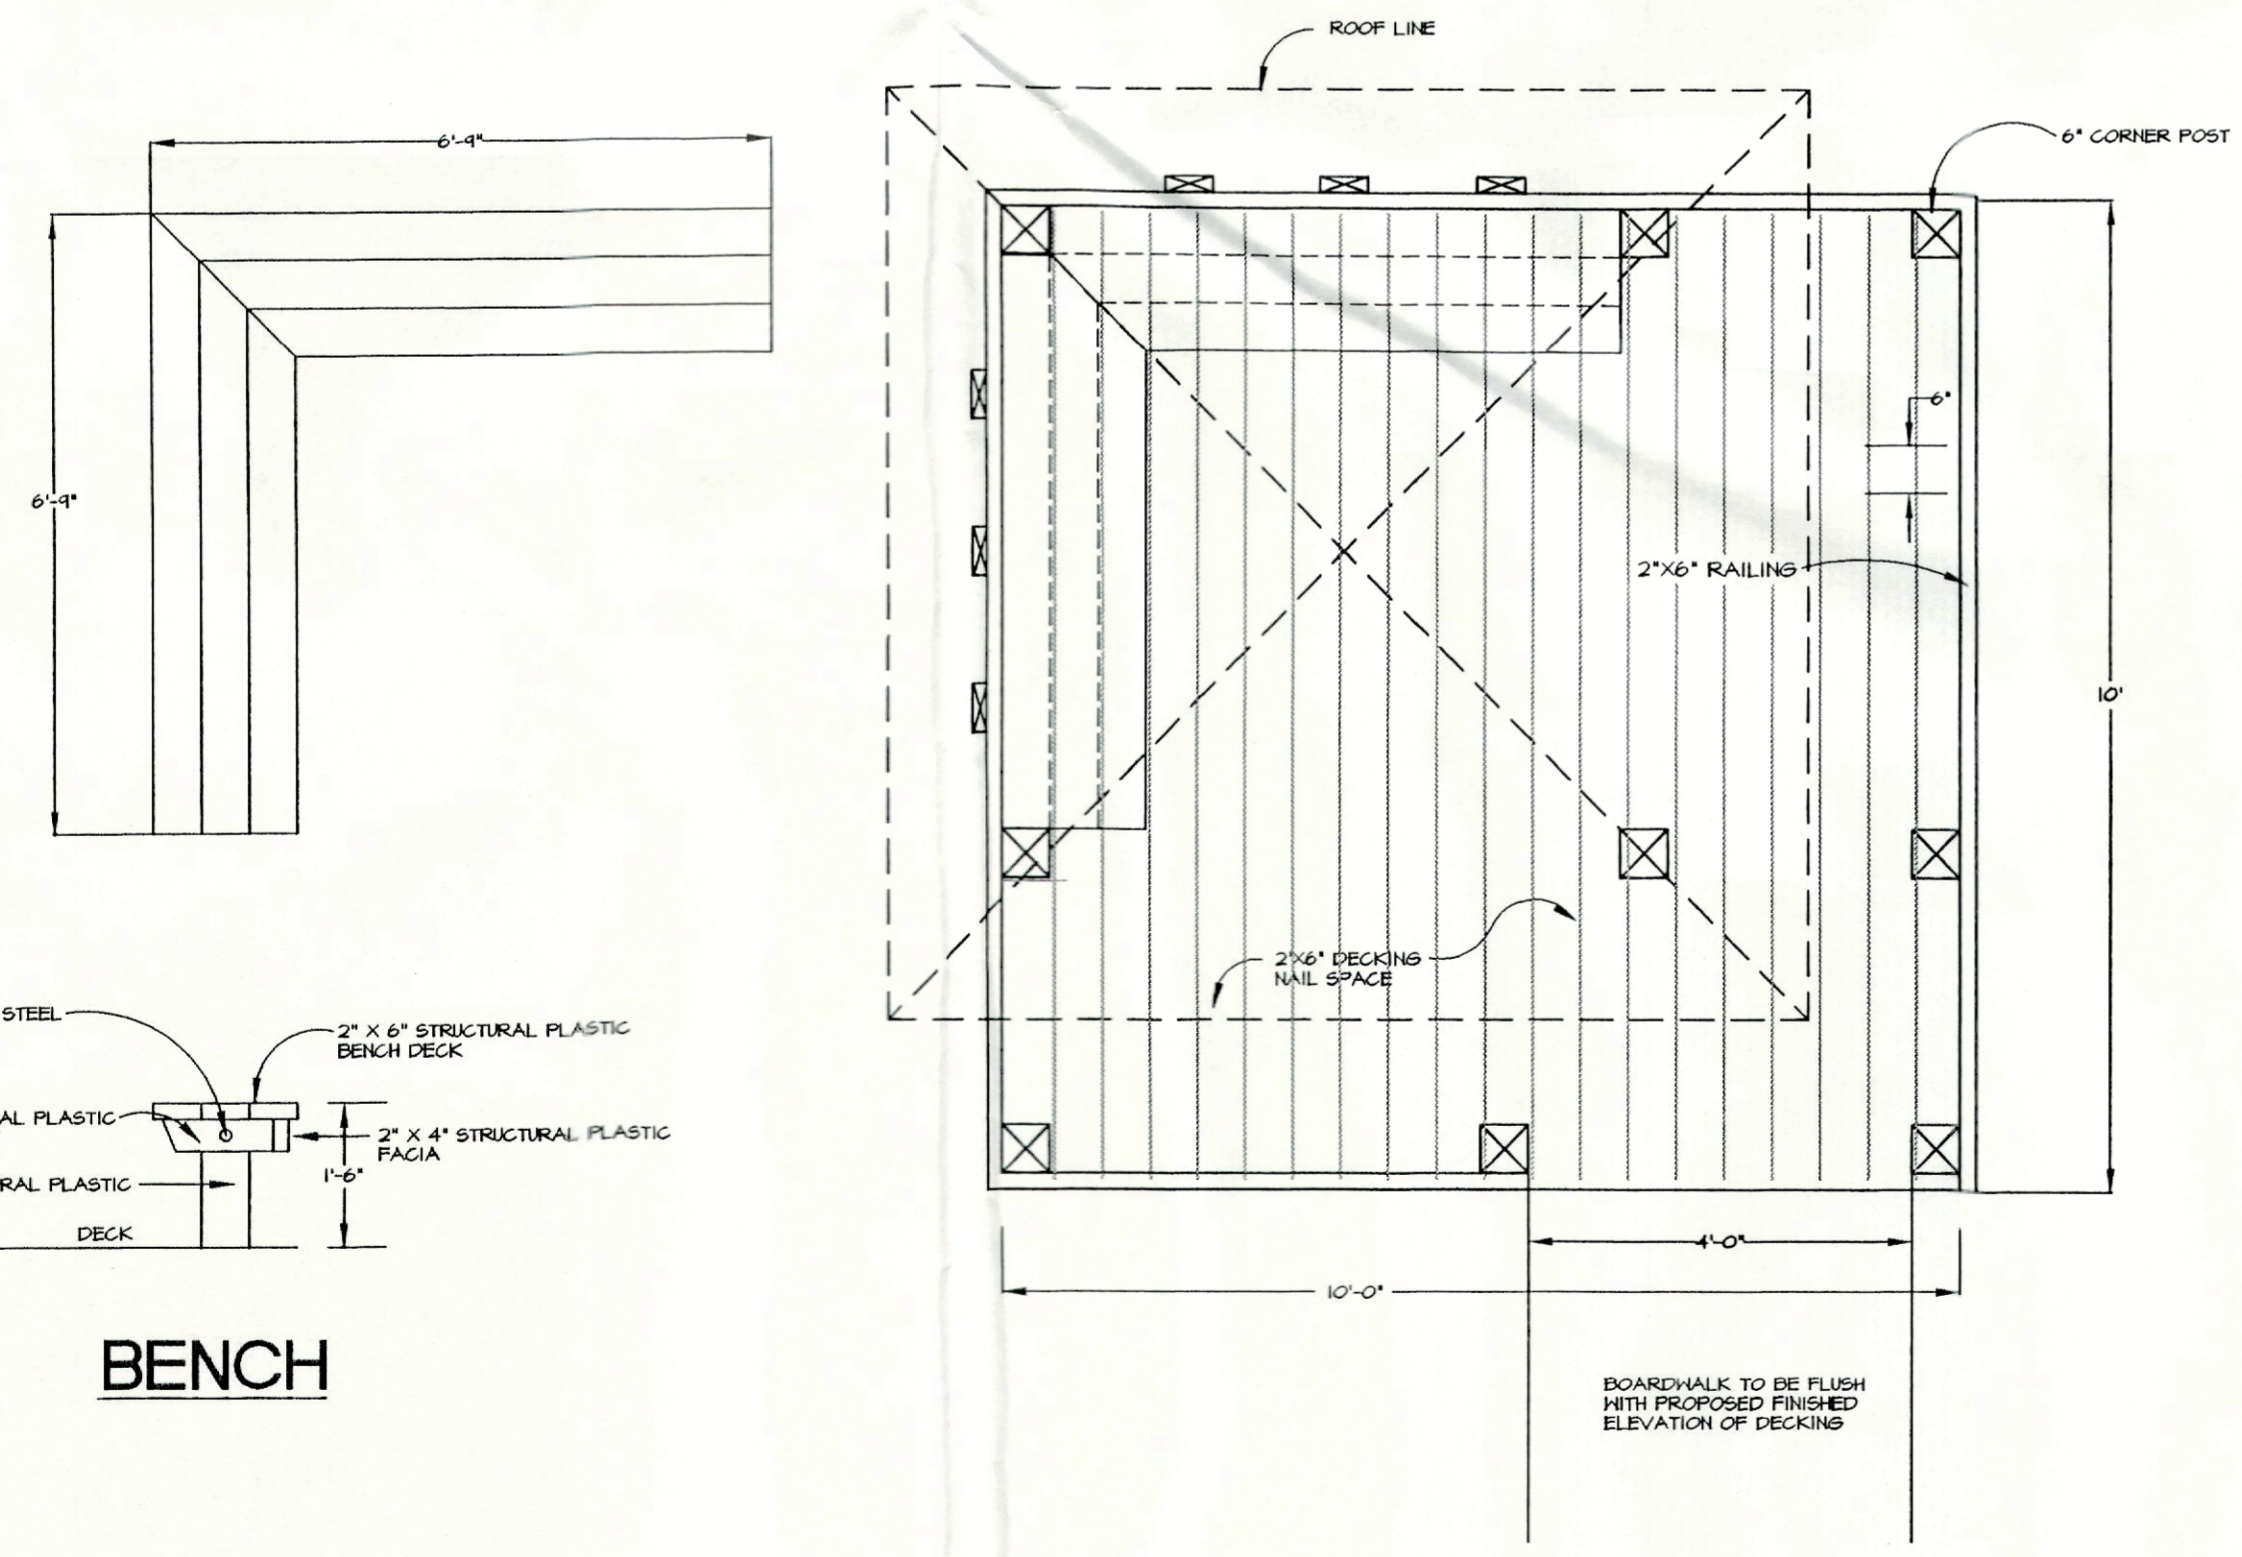 ROOF LINE
6" CORNER POST
6'-9"
6'-9"
6"
2"X6" RAILING
10'
2"X6" DECKING
NAIL SPACE
STEEL
2" X 6" STRUCTURAL PLASTIC
BENCH DECK
AL PLASTIC
2" X 4" STRUCTURAL PLASTIC
FACIA
1'-6"
RAL PLASTIC
DECK
4'-0"
10'-0"
BENCH
BOARDWALK TO BE FLUSH
WITH PROPOSED FINISHED
ELEVATION OF DECKING